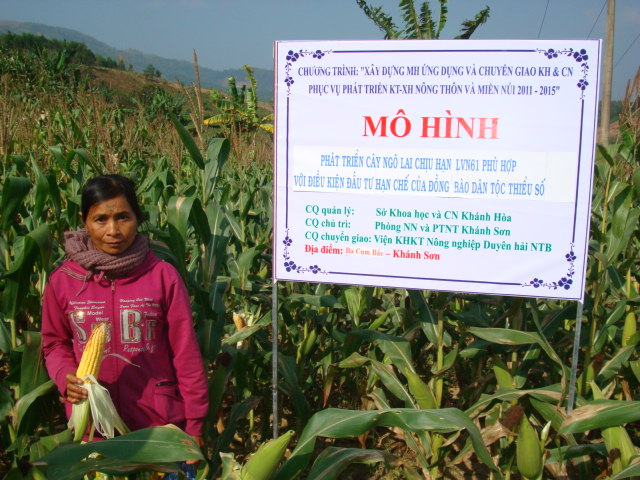 CHƯƠNG TRÌNH: "XÂY DỰNG MH ỨNG DỤNG VÀ CHUYÊN GIAO KH & CN
PHỤC VỤ PHÁT TRIỂN KT-XH NÔNG THÔN VÀ MIỀN NÚI 2011 - 2015"
MÔ HÌNH
PHÁT TRIỂN CÂY NGÔ LAI CHỊU HẠN LVN61 PHÙ HỢP
VỚI ĐIỀU KIỆN ĐẦU TƯ HẠN CHẾ CỦA ĐỒNG BÀO DÂN TỘC THIỂU SỐ
CQ quản lý: Sở Khoa học và CN Khánh Hòa
CQ chủ trì: Phòng NN và PTNT Khánh Sơn
CQ chuyển giao: Viện KHKT Nông nghiệp Duyên hải NTB
Địa điểm: Ba Cụm Bắc – Khánh Sơn